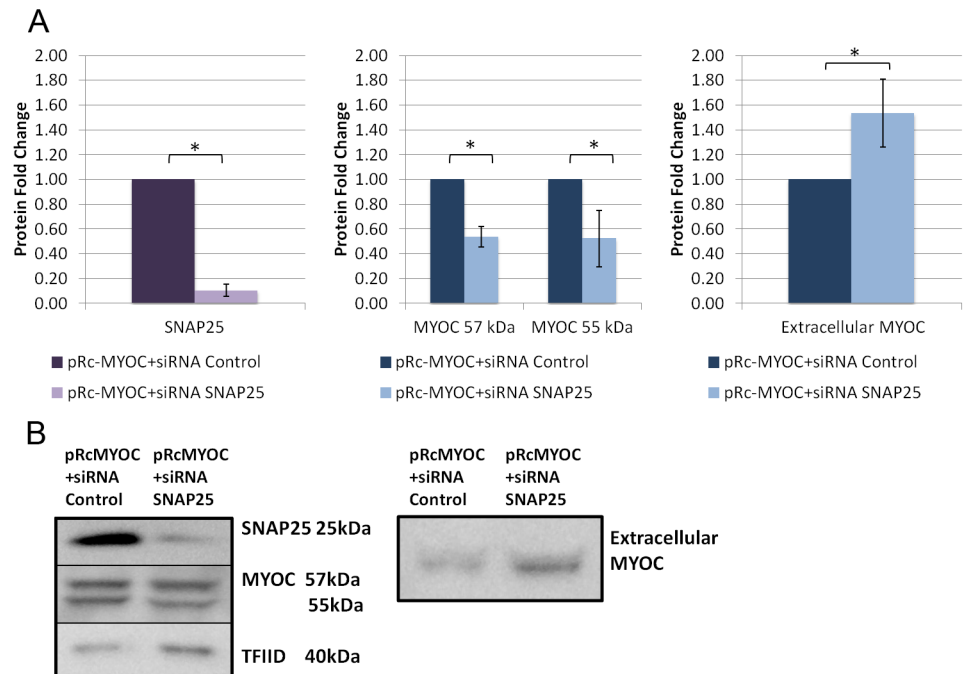 A
2.00
1.80
1.60
1.40
1.20
1.00
0.80
0.60
0.40
0.20
0.00
Protein Fold Change
*
SNAP25
pRc-MYOC+siRNA Control
pRc-MYOC+siRNA SNAP25
2.00
1.80
1.60
1.40
1.20
1.00
0.80
0.60
0.40
0.20
0.00
Protein Fold Change
*
*
MYOC 57 kDa
MYOC 55 kDa
pRc-MYOC+siRNA Control
pRc-MYOC+siRNA SNAP25
2.00
1.80
1.60
1.40
1.20
1.00
0.80
0.60
0.40
0.20
0.00
Protein Fold Change
*
Extracellular MYOC
pRc-MYOC+siRNA Control
pRc-MYOC+siRNA SNAP25
B
pRcMYOC
+siRNA
Control
pRcMYOC
+siRNA
SNAP25
SNAP25 25kDa
MYOC 57kDa
55kDa
TFIID 40kDa
pRcMYOC
+siRNA
Control
pRcMYOC
+siRNA
SNAP25
Extracellular
MYOC